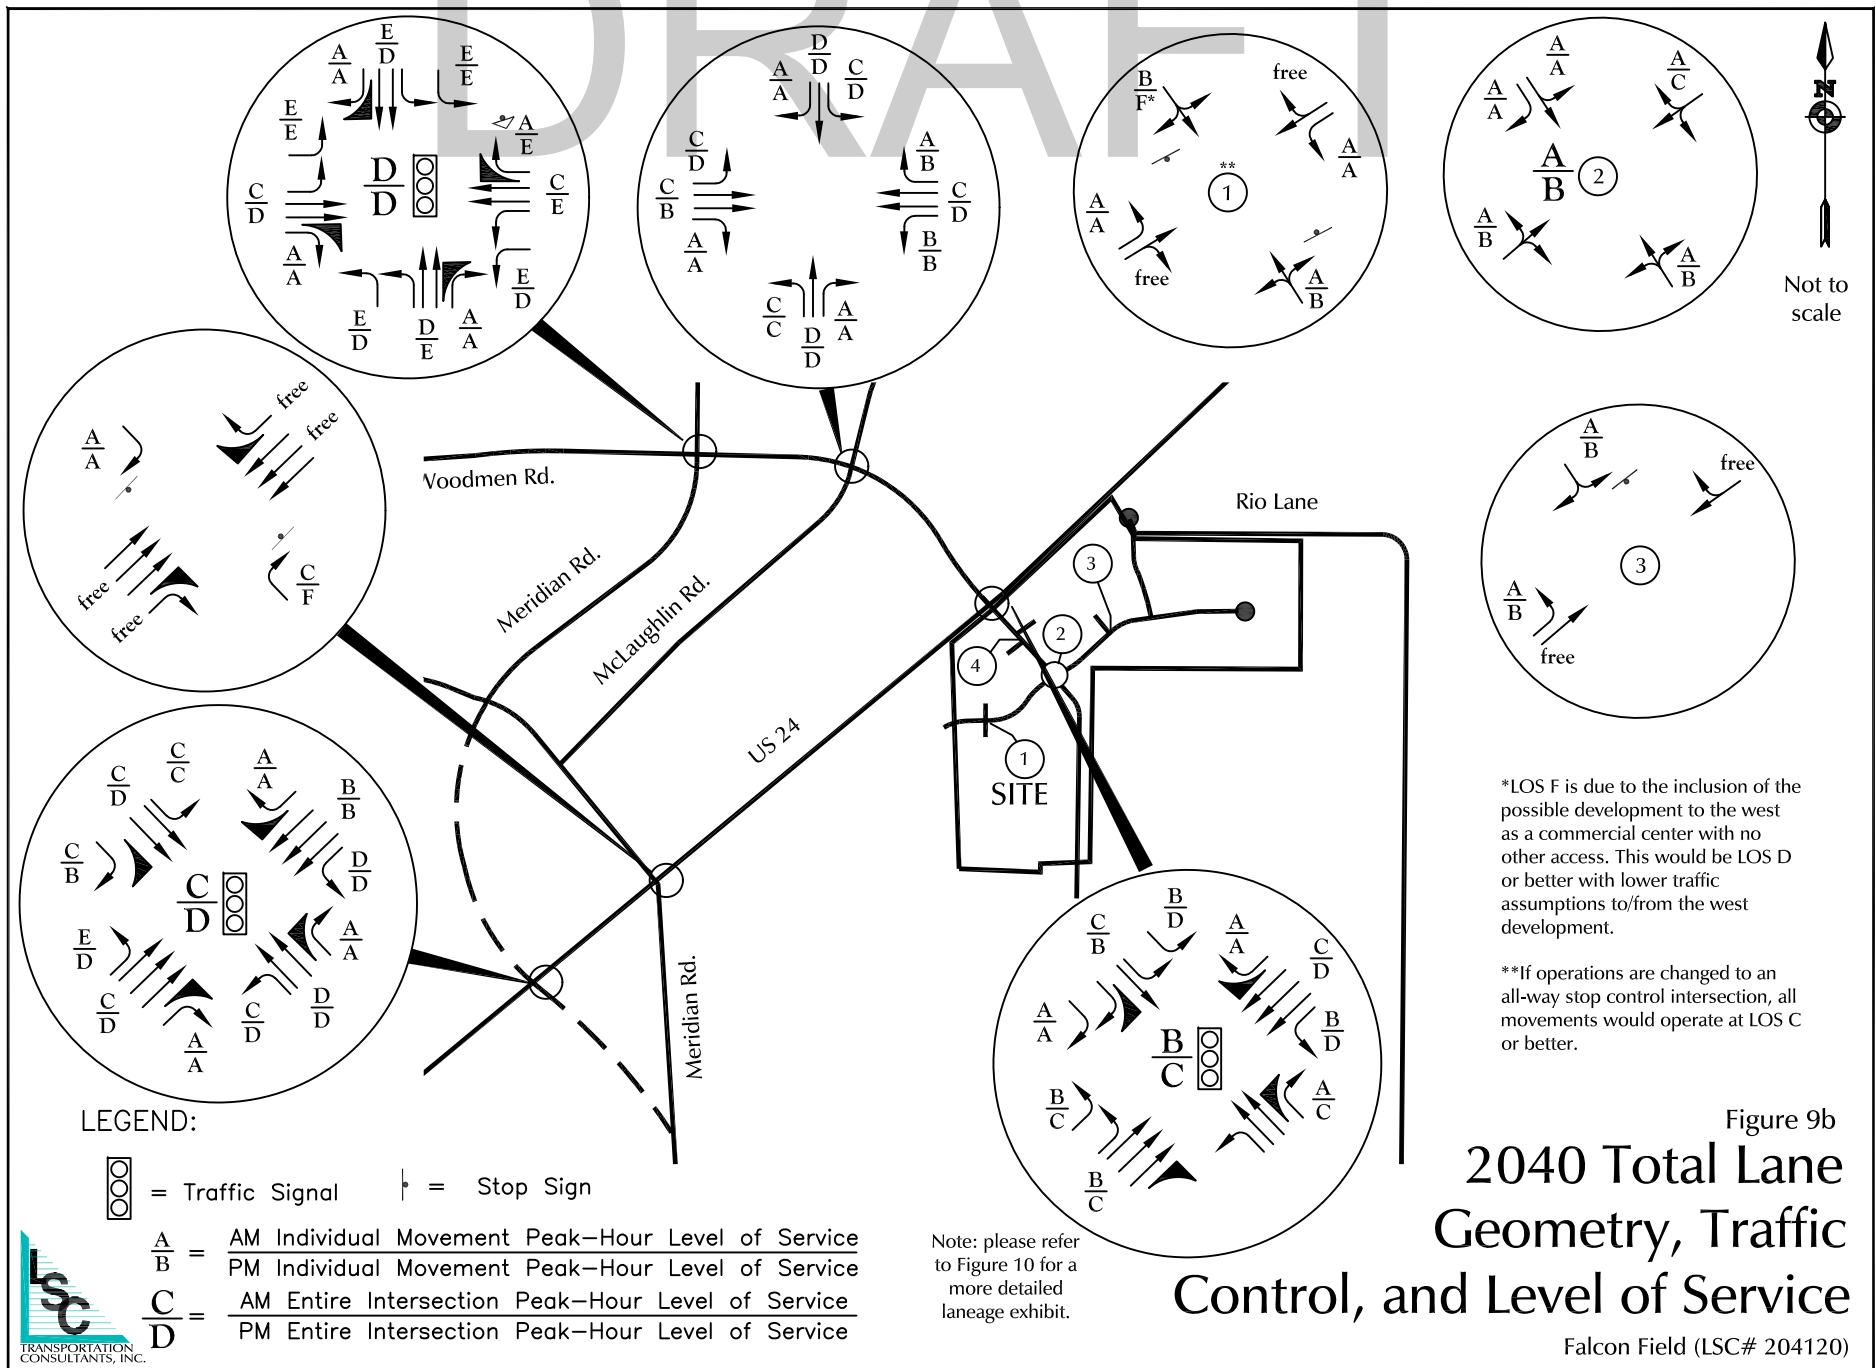 DRAFT
A
A
E
D
E
E
E
E
A
E
D
D
C
D
C
E
A
A
E
D
E
D
D
E
A
A
D
D
A
A
C
D
C
D
A
B
C
B
C
D
A
A
B
B
C
C
D
D
A
A
B
F*
free
**
1
A
A
A
A
free
A
B
A
A
A
A
A
C
A
B
2
A
B
A
B
N
Not to
scale
A
A
free
free
free
free
C
F
Woodmen Rd.
Meridian Rd.
McLaughlin Rd.
US 24
Rio Lane
3
2
4
1
SITE
Meridian Rd.
A
B
free
3
A
B
free
C
D
C
C
A
A
B
B
C
B
D
D
C
D
E
D
A
A
C
D
C
D
D
D
A
A
C
B
B
D
A
A
C
D
A
A
B
D
B
C
B
C
A
C
B
C
*LOS F is due to the inclusion of the
possible development to the west
as a commercial center with no
other access. This would be LOS D
or better with lower traffic
assumptions to/from the west
development.
**If operations are changed to an
all-way stop control intersection, all
movements would operate at LOS C
or better.
LEGEND:
= Traffic Signal
= Stop Sign
A
B
=
AM Individual Movement Peak-Hour Level of Service
PM Individual Movement Peak-Hour Level of Service
C
D
=
AM Entire Intersection Peak-Hour Level of Service
PM Entire Intersection Peak-Hour Level of Service
LSC
TRANSPORTATION
CONSULTANTS, INC.
Note: please refer
to Figure 10 for a
more detailed
laneage exhibit.
Figure 9b
2040 Total Lane
Geometry, Traffic
Control, and Level of Service
Falcon Field (LSC# 204120)